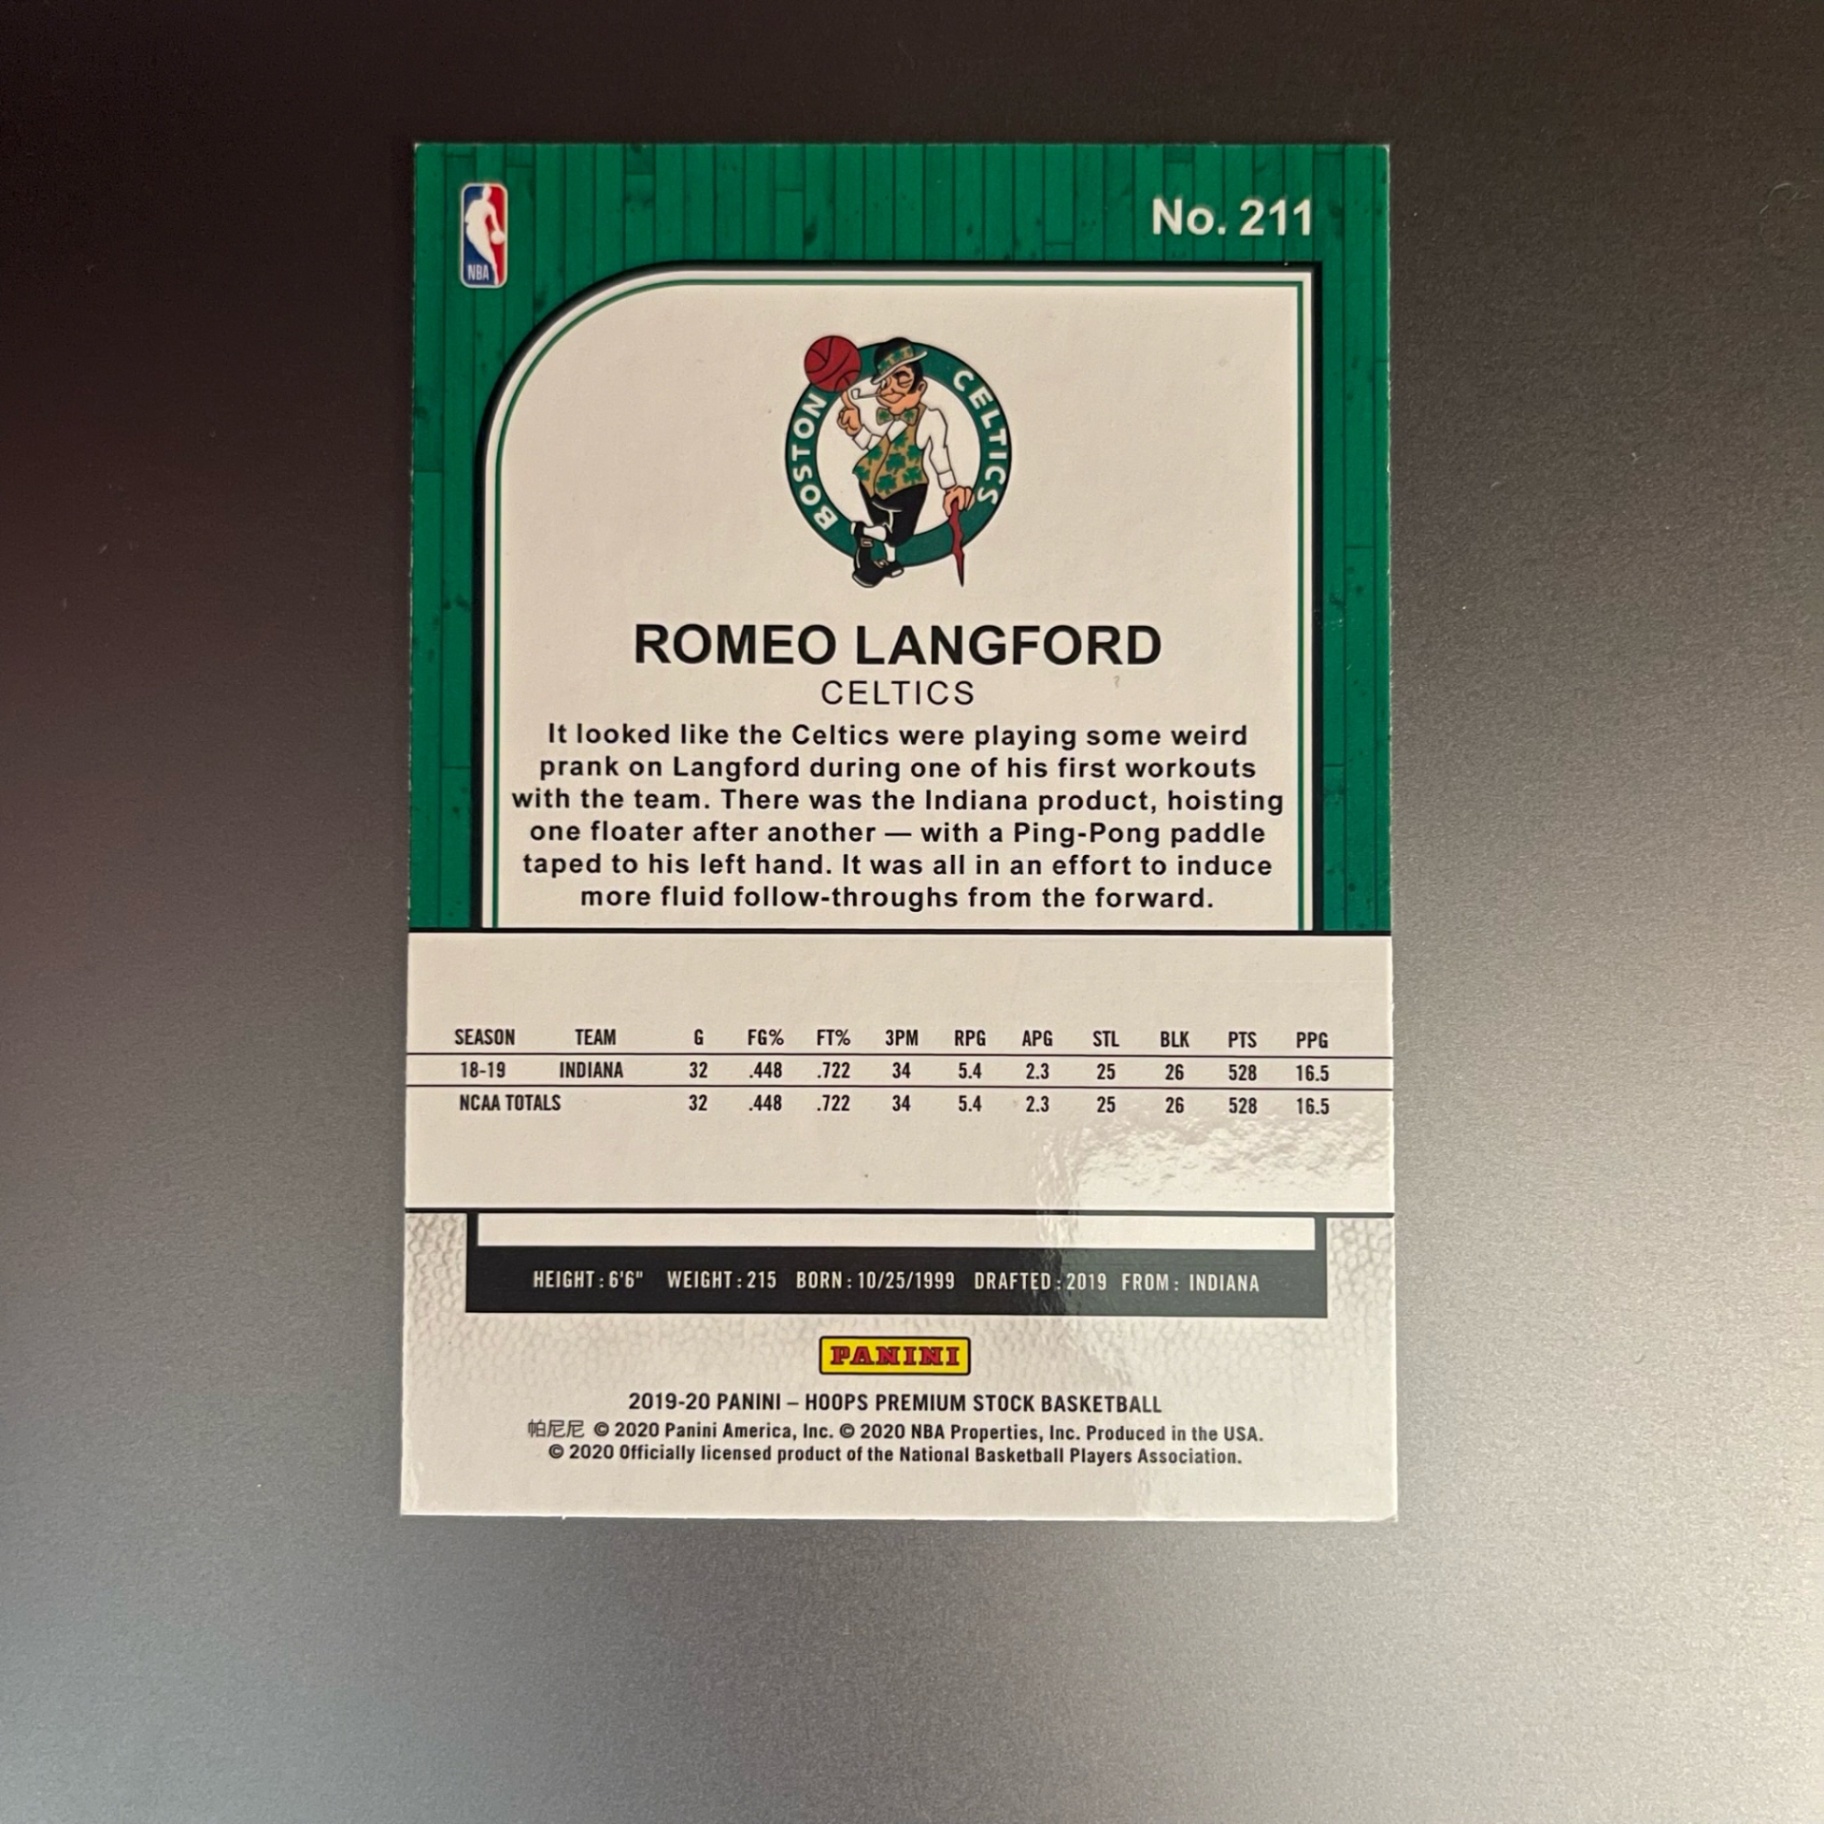 NBA
No. 211
BOSTON CELTICS
ROMEO LANGFORD
CELTICS
It looked like the Celtics were playing some weird
prank on Langford during one of his first workouts
with the team. There was the Indiana product, hoisting
one floater after another — with a Ping-Pong paddle
taped to his left hand. It was all in an effort to induce
more fluid follow-throughs from the forward.
SEASON TEAM G FG% FT% 3PM RPG APG STL BLK PTS PPG
18-19 INDIANA 32 .448 .722 34 5.4 2.3 25 26 528 16.5
NCAA TOTALS 32 .448 .722 34 5.4 2.3 25 26 528 16.5
HEIGHT: 6'6" WEIGHT: 215 BORN: 10/25/1999 DRAFTED: 2019 FROM: INDIANA
PANINI
2019-20 PANINI – HOOPS PREMIUM STOCK BASKETBALL
帕尼尼 © 2020 Panini America, Inc. © 2020 NBA Properties, Inc. Produced in the USA.
© 2020 Officially licensed product of the National Basketball Players Association.